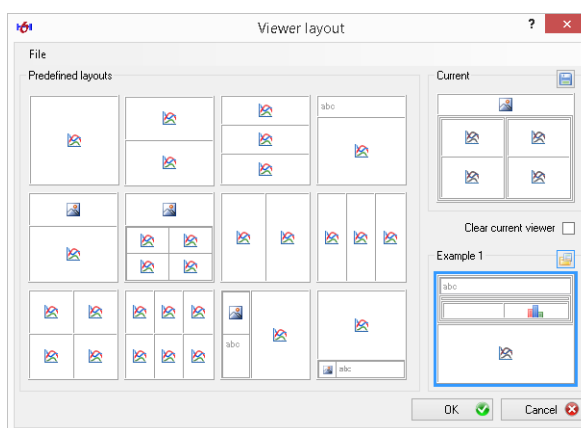 Viewer layout
?
File
Predefined layouts
Current
abc
Clear current viewer
Example 1
abc
abc
abc
OK
Cancel